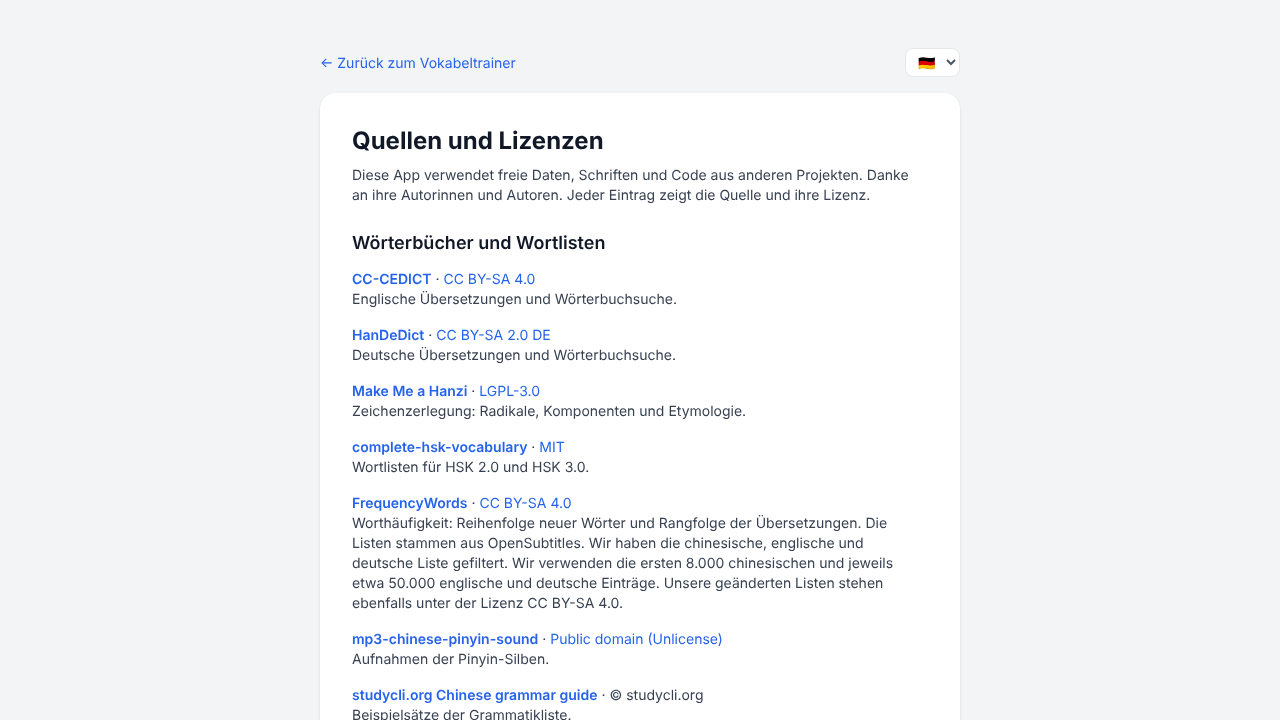 ← Zurück zum Vokabeltrainer
Quellen und Lizenzen
Diese App verwendet freie Daten, Schriften und Code aus anderen Projekten. Danke
an ihre Autorinnen und Autoren. Jeder Eintrag zeigt die Quelle und ihre Lizenz.
Wörterbücher und Wortlisten
CC-CEDICT · CC BY-SA 4.0
Englische Übersetzungen und Wörterbuchsuche.
HanDeDict · CC BY-SA 2.0 DE
Deutsche Übersetzungen und Wörterbuchsuche.
Make Me a Hanzi · LGPL-3.0
Zeichenzerlegung: Radikale, Komponenten und Etymologie.
complete-hsk-vocabulary · MIT
Wortlisten für HSK 2.0 und HSK 3.0.
FrequencyWords · CC BY-SA 4.0
Worthäufigkeit: Reihenfolge neuer Wörter und Rangfolge der Übersetzungen. Die
Listen stammen aus OpenSubtitles. Wir haben die chinesische, englische und
deutsche Liste gefiltert. Wir verwenden die ersten 8.000 chinesischen und jeweils
etwa 50.000 englische und deutsche Einträge. Unsere geänderten Listen stehen
ebenfalls unter der Lizenz CC BY-SA 4.0.
mp3-chinese-pinyin-sound · Public domain (Unlicense)
Aufnahmen der Pinyin-Silben.
studycli.org Chinese grammar guide · © studycli.org
Beispielsätze der Grammatikliste.